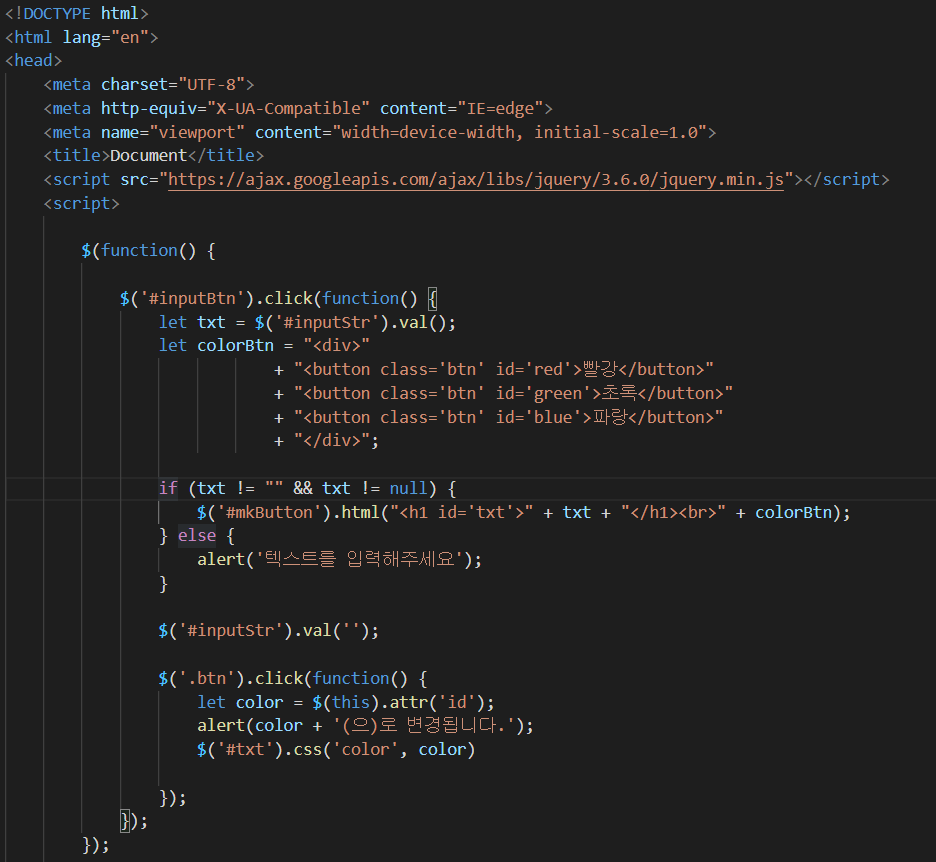 <!DOCTYPE html>
<html lang="en">
<head>
    <meta charset="UTF-8">
    <meta http-equiv="X-UA-Compatible" content="IE=edge">
    <meta name="viewport" content="width=device-width, initial-scale=1.0">
    <title>Document</title>
    <script src="https://ajax.googleapis.com/ajax/libs/jquery/3.6.0/jquery.min.js"></script>
    <script>
        $(function() {
            $('#inputBtn').click(function() {
                let txt = $('#inputStr').val();
                let colorBtn = "<div>"
                            + "<button class='btn' id='red'>빨강</button>"
                            + "<button class='btn' id='green'>초록</button>"
                            + "<button class='btn' id='blue'>파랑</button>"
                            + "</div>";
                if (txt != "" && txt != null) {
                    $('#mkButton').html("<h1 id='txt'>" + txt + "</h1><br>" + colorBtn);
                } else {
                    alert('텍스트를 입력해주세요');
                }
                $('#inputStr').val('');
                $('.btn').click(function() {
                    let color = $(this).attr('id');
                    alert(color + '(으)로 변경됩니다.');
                    $('#txt').css('color', color)
                });
            });
        });